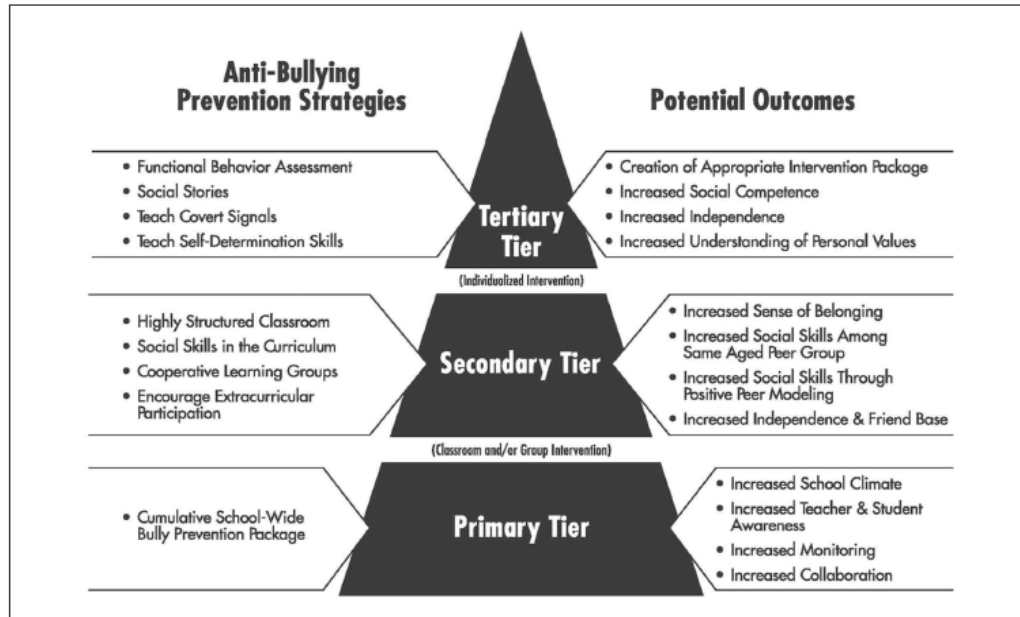 Anti-Bullying
Prevention Strategies
Potential Outcomes
• Functional Behavior Assessment
• Social Stories
• Teach Covert Signals
• Teach Self-Determination Skills
Tertiary
Tier
• Creation of Appropriate Intervention Package
• Increased Social Competence
• Increased Independence
• Increased Understanding of Personal Values
(Individualized Intervention)
• Highly Structured Classroom
• Social Skills in the Curriculum
• Cooperative Learning Groups
• Encourage Extracurricular
Participation
Secondary Tier
• Increased Sense of Belonging
• Increased Social Skills Among
Same Aged Peer Group
• Increased Social Skills Through
Positive Peer Modeling
• Increased Independence & Friend Base
(Classroom and/or Group Intervention)
• Cumulative School-Wide
Bully Prevention Package
Primary Tier
• Increased School Climate
• Increased Teacher & Student
Awareness
• Increased Monitoring
• Increased Collaboration